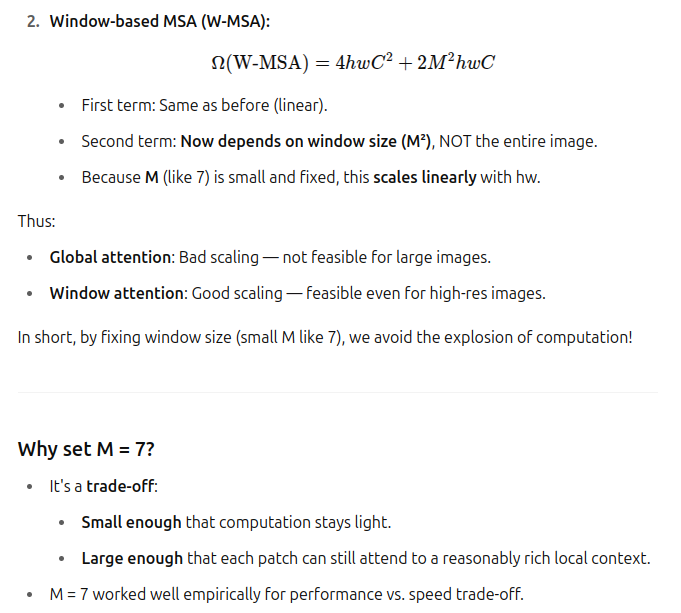 2. Window-based MSA (W-MSA):
Ω(W-MSA) = 4hwC² + 2M²hwC
• First term: Same as before (linear).
• Second term: Now depends on window size (M²), NOT the entire image.
• Because M (like 7) is small and fixed, this scales linearly with hw.
Thus:
• Global attention: Bad scaling — not feasible for large images.
• Window attention: Good scaling — feasible even for high-res images.
In short, by fixing window size (small M like 7), we avoid the explosion of computation!
Why set M = 7?
• It's a trade-off:
• Small enough that computation stays light.
• Large enough that each patch can still attend to a reasonably rich local context.
• M = 7 worked well empirically for performance vs. speed trade-off.